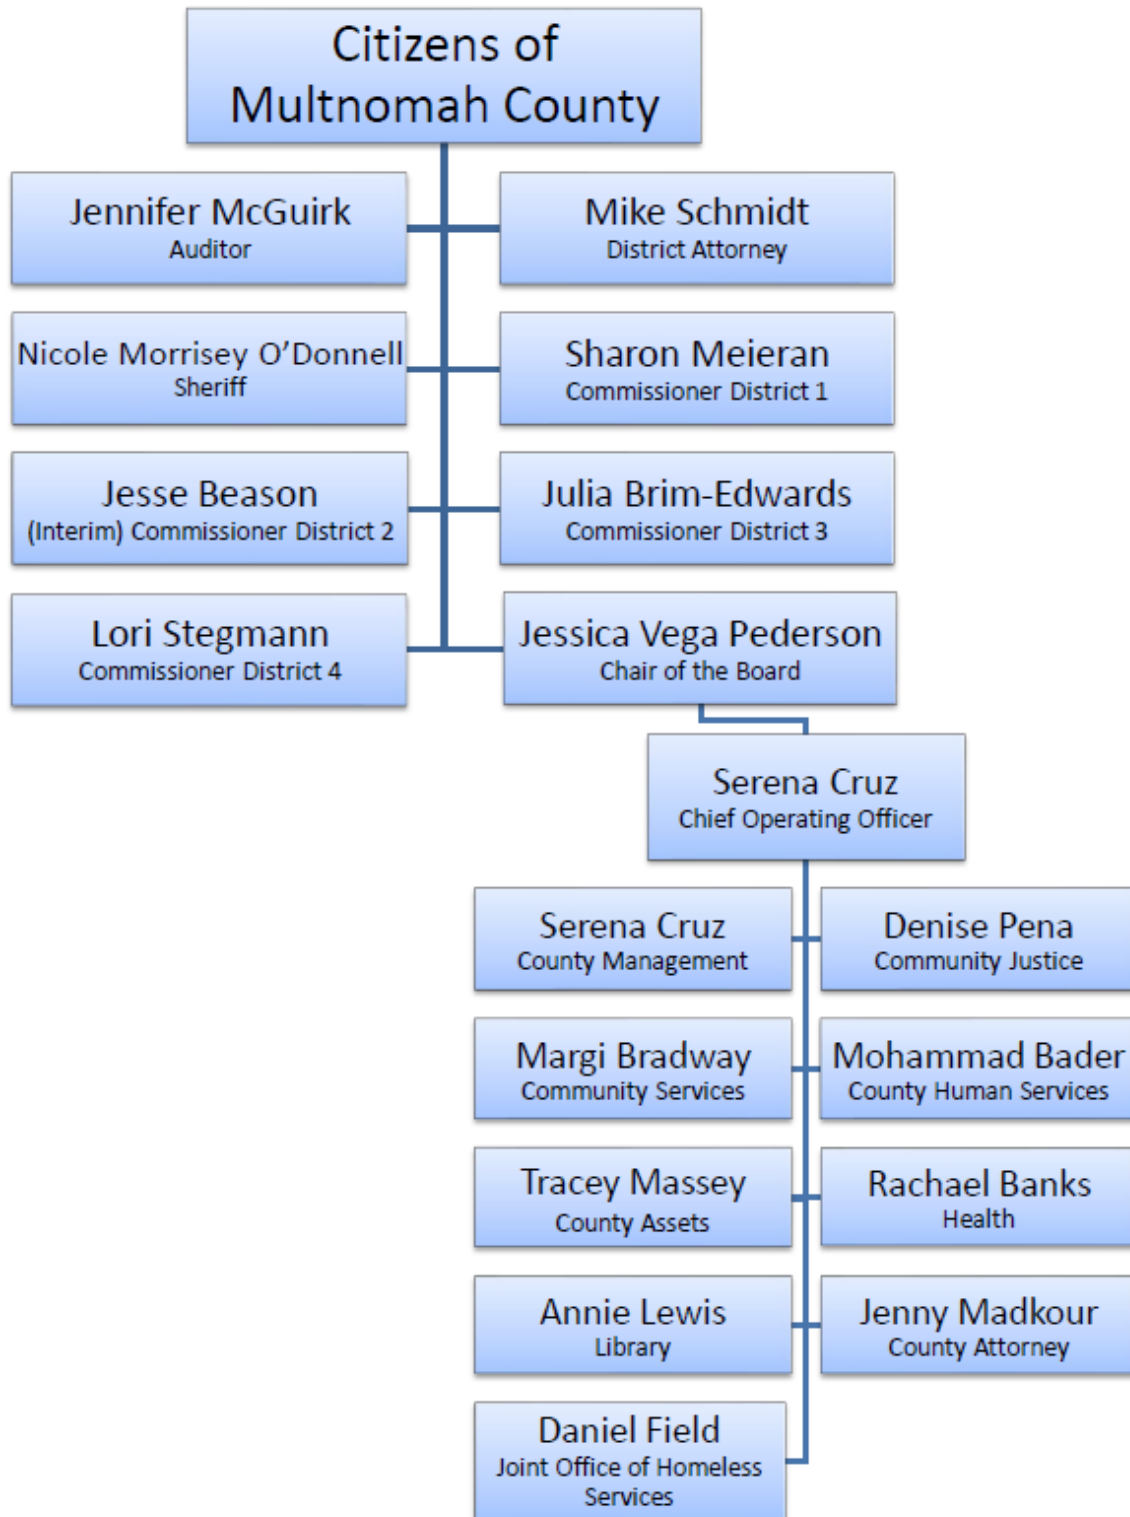 Citizens of
Multnomah County
Jennifer McGuirk
Auditor
Mike Schmidt
District Attorney
Nicole Morrisey O'Donnell
Sheriff
Sharon Meieran
Commissioner District 1
Jesse Beason
(Interim) Commissioner District 2
Julia Brim-Edwards
Commissioner District 3
Lori Stegmann
Commissioner District 4
Jessica Vega Pederson
Chair of the Board
Serena Cruz
Chief Operating Officer
Serena Cruz
County Management
Denise Pena
Community Justice
Margi Bradway
Community Services
Mohammad Bader
County Human Services
Tracey Massey
County Assets
Rachael Banks
Health
Annie Lewis
Library
Jenny Madkour
County Attorney
Daniel Field
Joint Office of Homeless
Services